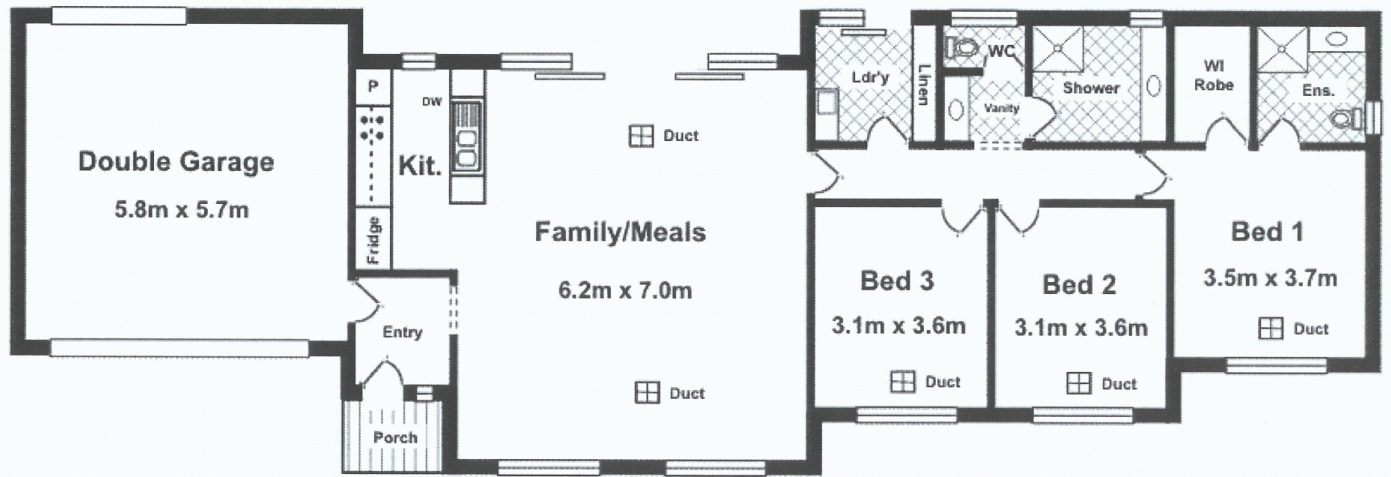 Double Garage
5.8m x 5.7m
P
DW
Kit.
Fridge
Entry
Porch
Duct
Family/Meals
6.2m x 7.0m
Duct
Ldr'y
Linen
WC
Vanity
Shower
WI
Robe
Ens.
Bed 3
3.1m x 3.6m
Duct
Bed 2
3.1m x 3.6m
Duct
Bed 1
3.5m x 3.7m
Duct